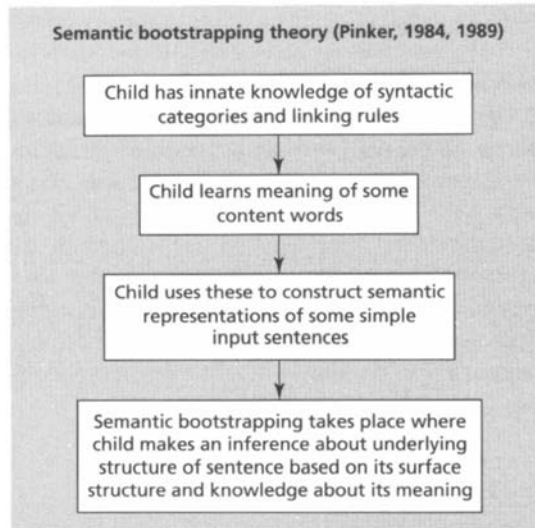 Semantic bootstrapping theory (Pinker, 1984, 1989)
Child has innate knowledge of syntactic
categories and linking rules
Child learns meaning of some
content words
Child uses these to construct semantic
representations of some simple
input sentences
Semantic bootstrapping takes place where
child makes an inference about underlying
structure of sentence based on its surface
structure and knowledge about its meaning